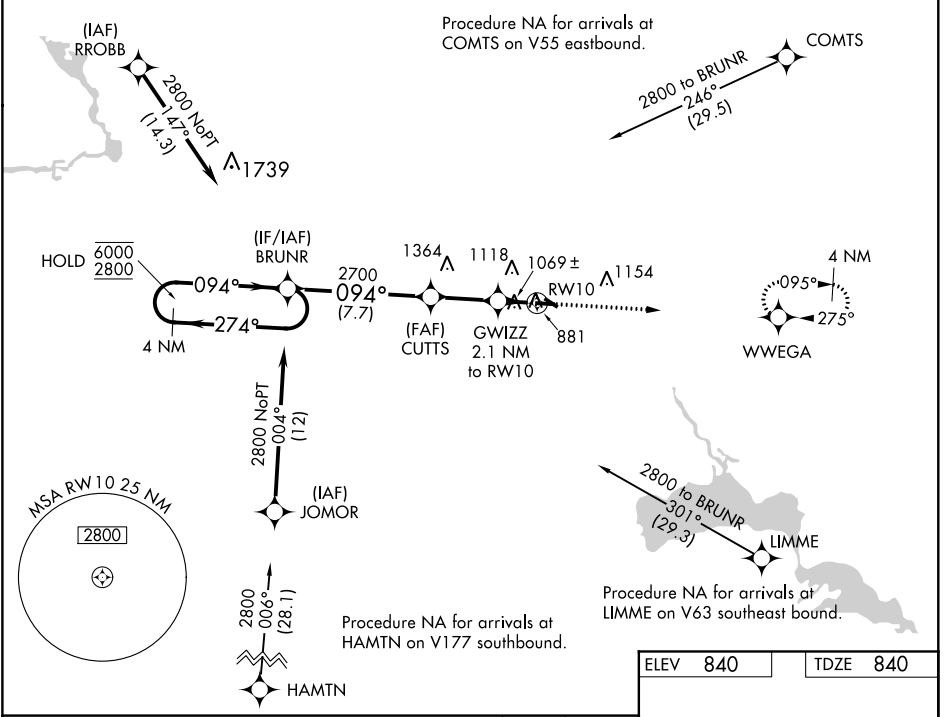 Procedure NA for arrivals at
COMTS on V55 eastbound.
(IAF)
RROBB
COMTS
2800 NoPT
147°
(14.3)
2800 to BRUNR
246°
(29.5)
1739
HOLD 6000
2800
(IF/IAF)
BRUNR
094°
274°
4 NM
2700
094°
(7.7)
1364
1118
1069 ±
1154
RW10
881
(FAF)
CUTTS
GWIZZ
2.1 NM
to RW10
4 NM
095°
275°
WWEGA
2800 NoPT
004°
(12)
(IAF)
JOMOR
MSA RW10 25 NM
2800
2800 to BRUNR
301°
(29.3)
LIMME
Procedure NA for arrivals at
LIMME on V63 southeast bound.
2800
006°
(28.1)
Procedure NA for arrivals at
HAMTN on V177 southbound.
HAMTN
ELEV 840
TDZE 840